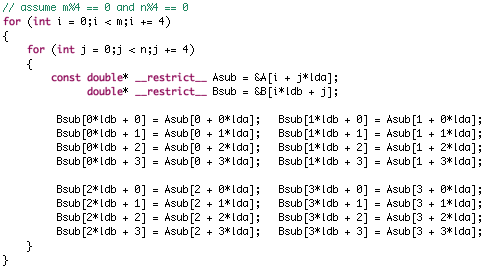 // assume m%4 == 0 and n%4 == 0
for (int i = 0;i < m;i += 4)
{
    for (int j = 0;j < n;j += 4)
    {
        const double* __restrict__ Asub = &A[i + j*lda];
              double* __restrict__ Bsub = &B[i*ldb + j];

         Bsub[0*ldb + 0] = Asub[0 + 0*lda];   Bsub[1*ldb + 0] = Asub[1 + 0*lda];
         Bsub[0*ldb + 1] = Asub[0 + 1*lda];   Bsub[1*ldb + 1] = Asub[1 + 1*lda];
         Bsub[0*ldb + 2] = Asub[0 + 2*lda];   Bsub[1*ldb + 2] = Asub[1 + 2*lda];
         Bsub[0*ldb + 3] = Asub[0 + 3*lda];   Bsub[1*ldb + 3] = Asub[1 + 3*lda];

         Bsub[2*ldb + 0] = Asub[2 + 0*lda];   Bsub[3*ldb + 0] = Asub[3 + 0*lda];
         Bsub[2*ldb + 1] = Asub[2 + 1*lda];   Bsub[3*ldb + 1] = Asub[3 + 1*lda];
         Bsub[2*ldb + 2] = Asub[2 + 2*lda];   Bsub[3*ldb + 2] = Asub[3 + 2*lda];
         Bsub[2*ldb + 3] = Asub[2 + 3*lda];   Bsub[3*ldb + 3] = Asub[3 + 3*lda];
    }
}